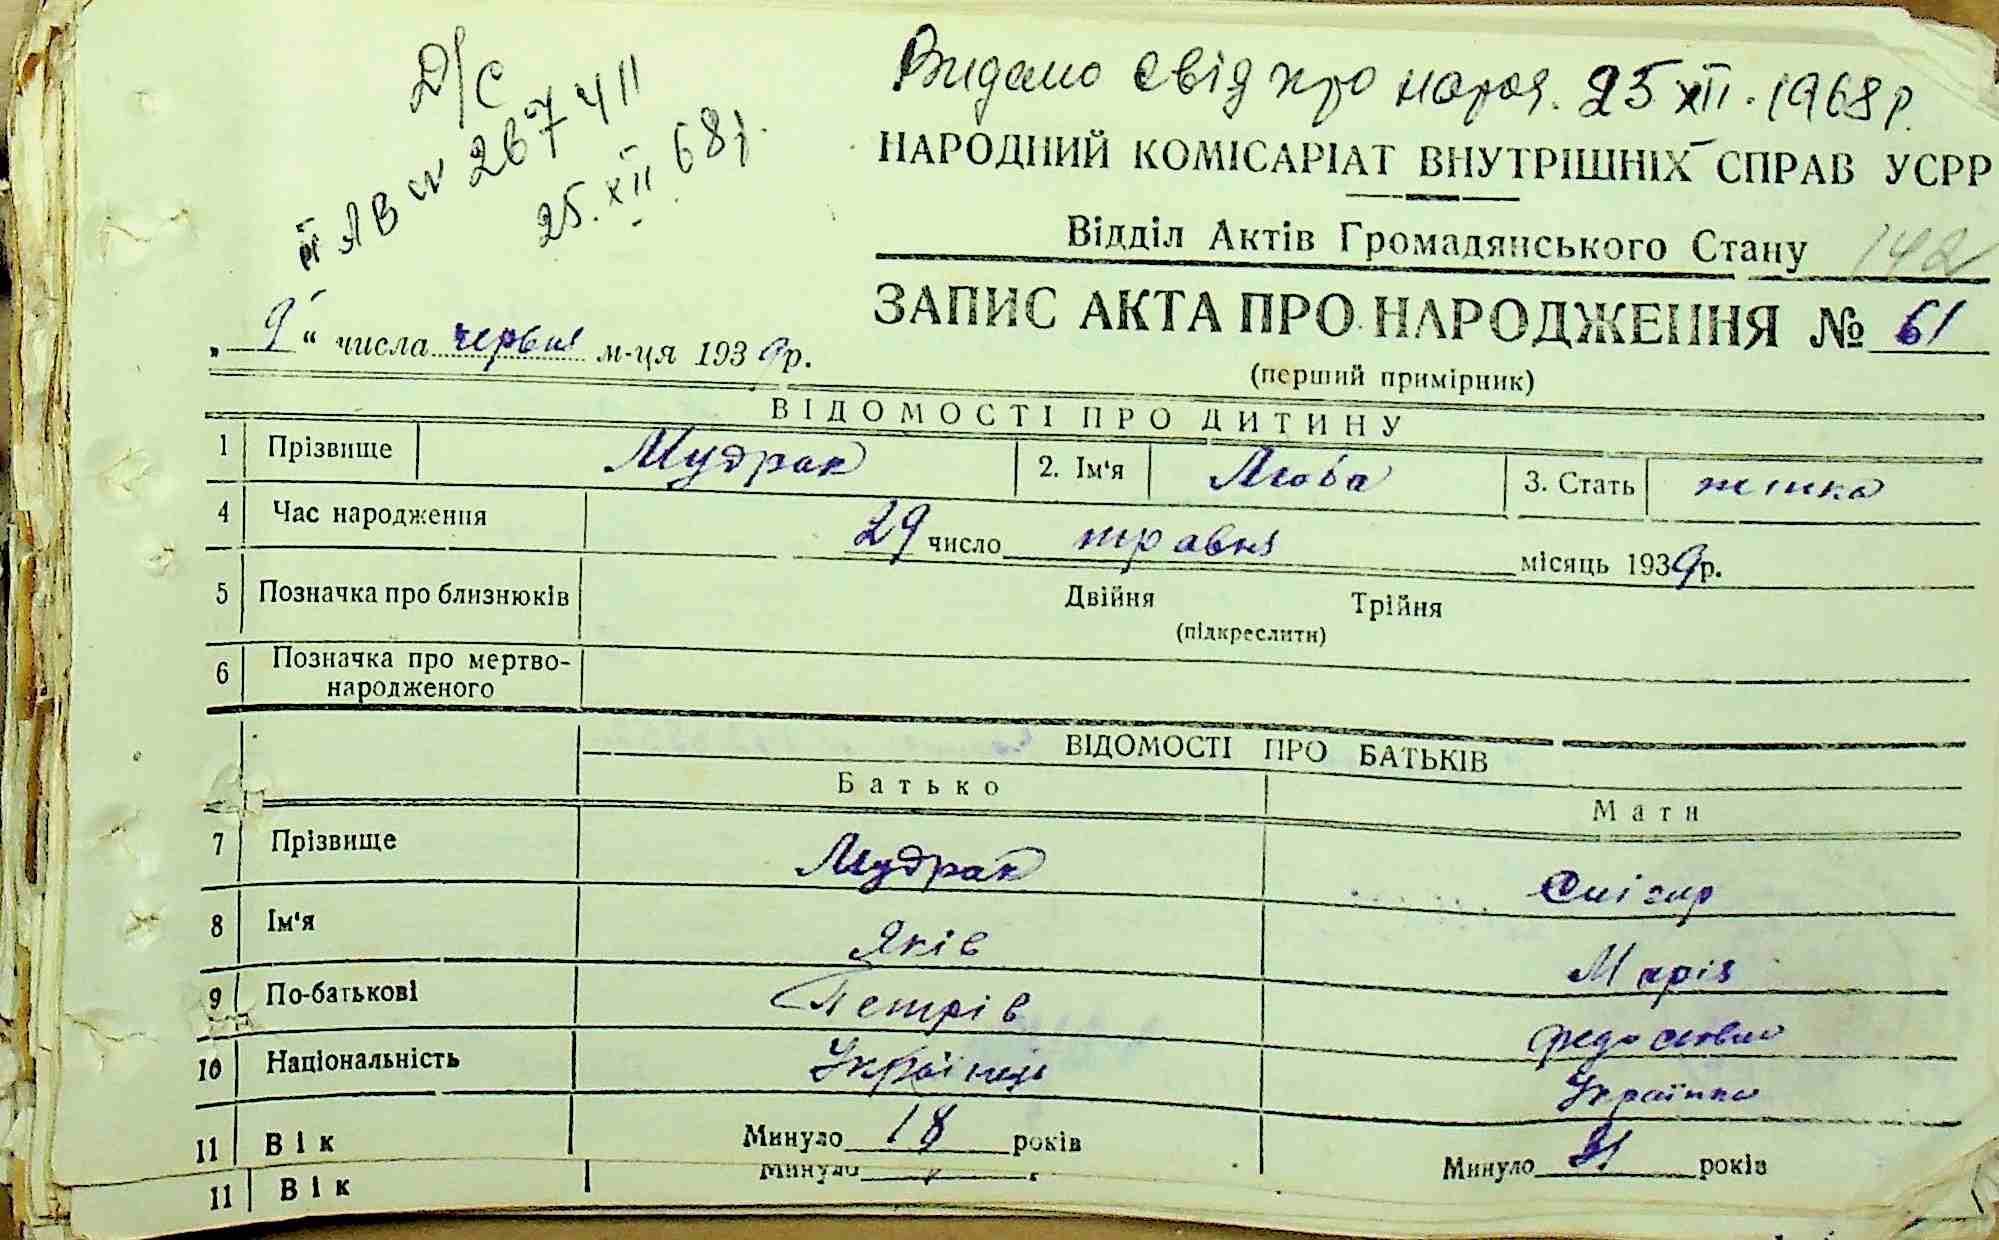 Д/С
II ЯВ № 267411
25.XII 68р.
Видано свід про народ. 25 XII. 1968 р.
НАРОДНИЙ КОМІСАРІАТ ВНУТРІШНІХ СПРАВ УСРР
Відділ Актів Громадянського Стану 142
ЗАПИС АКТА ПРО НАРОДЖЕННЯ № 61
„ 9 “ числа червня м-ця 1939 р.
(перший примірник)
ВІДОМОСТІ ПРО ДИТИНУ
1 Прізвище Мудрак 2. Ім'я Люба 3. Стать жінка
4 Час народження 29 число травня місяць 1939 р.
5 Позначка про близнюків Двійня Трійня
(підкреслити)
6 Позначка про мертво-
народженого
ВІДОМОСТІ ПРО БАТЬКІВ
Батько Мати
7 Прізвище Мудрак Снігир
8 Ім'я Яків Марія
9 По-батькові Петрів
10 Національність Українець Українка
11 Вік Минуло 18 років Минуло років
11 Вік Минуло